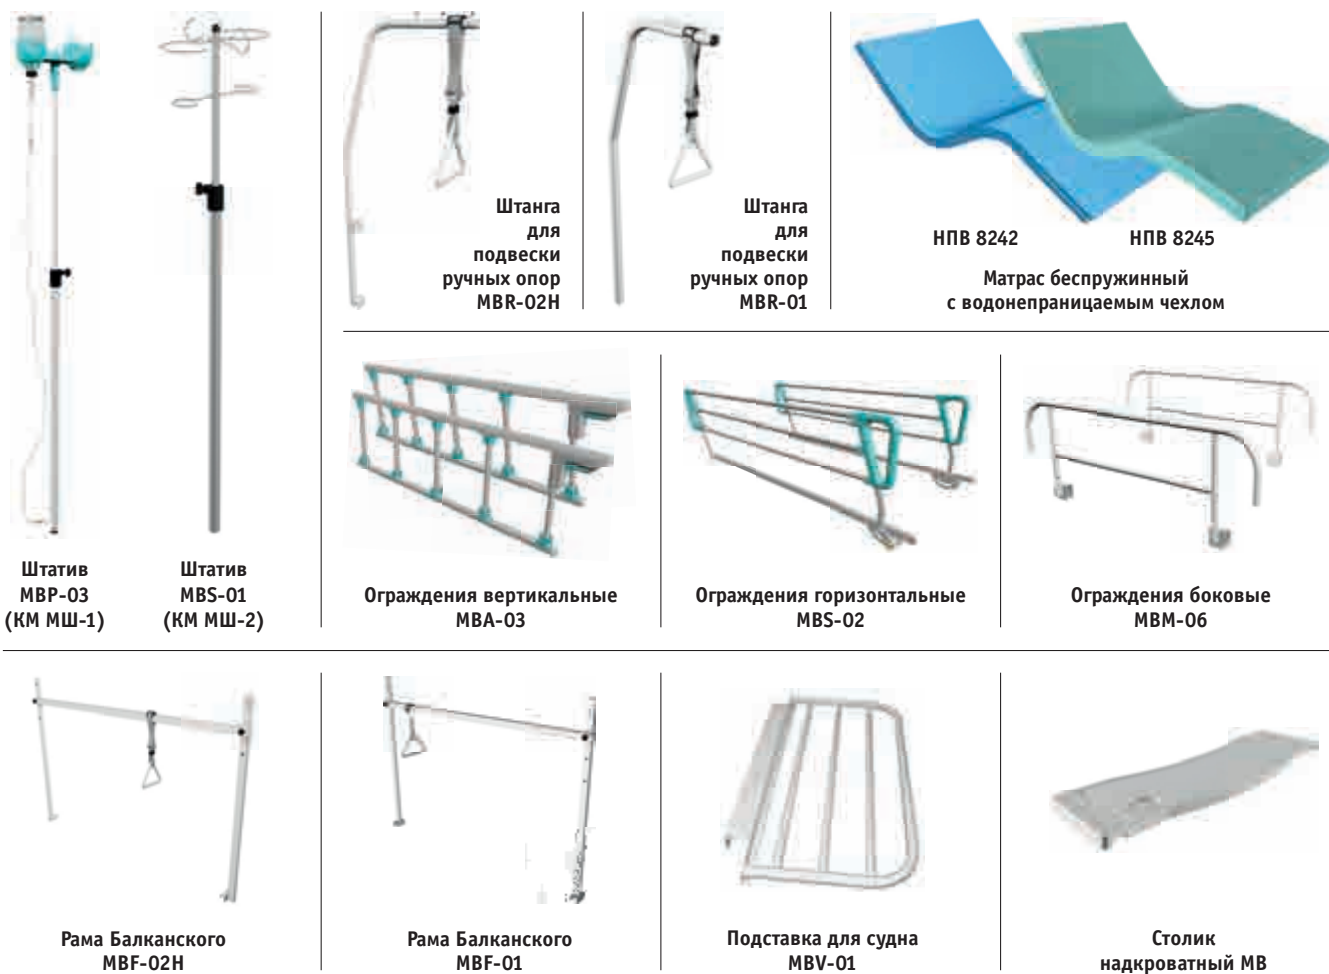 Штанга
для
подвески
ручных опор
MBR-02H
Штанга
для
подвески
ручных опор
MBR-01
НПВ 8242
НПВ 8245
Матрас беспружинный
с водонепраницаемым чехлом
Штатив
MBP-03
(КМ МШ-1)
Штатив
MBS-01
(КМ МШ-2)
Ограждения вертикальные
MBA-03
Ограждения горизонтальные
MBS-02
Ограждения боковые
MBM-06
Рама Балканского
MBF-02H
Рама Балканского
MBF-01
Подставка для судна
MBV-01
Столик
надкроватный МВ